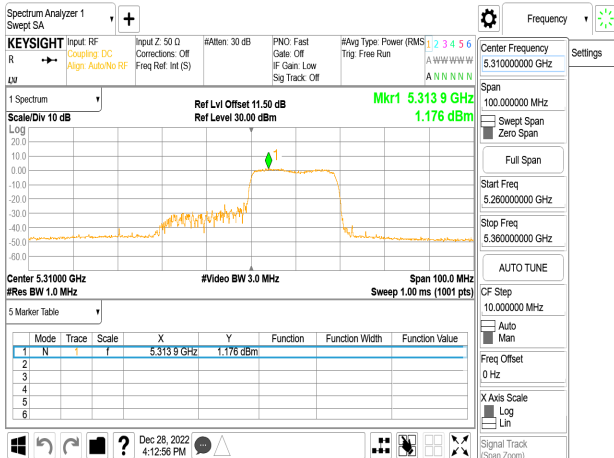 Spectrum Analyzer 1
Swept SA
Frequency
KEYSIGHT
R
LXI
Input: RF
Coupling: DC
Align: Auto/No RF
Input Z: 50 Ω
Corrections: Off
Freq Ref: Int (S)
#Atten: 30 dB
PNO: Fast
Gate: Off
IF Gain: Low
Sig Track: Off
#Avg Type: Power (RMS
Trig: Free Run
1 2 3 4 5 6
A WW WWW
A N N N N N
1 Spectrum
Scale/Div 10 dB
Ref Lvl Offset 11.50 dB
Ref Level 30.00 dBm
Mkr1 5.313 9 GHz
1.176 dBm
Log
20.0
10.0
0.00
-10.0
-20.0
-30.0
-40.0
-50.0
-60.0
1
Center 5.31000 GHz
#Res BW 1.0 MHz
#Video BW 3.0 MHz
Span 100.0 MHz
Sweep 1.00 ms (1001 pts)
5 Marker Table
Mode Trace Scale X Y Function Function Width Function Value
1 N 1 f 5.313 9 GHz 1.176 dBm
2
3
4
5
6
Dec 28, 2022
4:12:56 PM
Center Frequency
5.310000000 GHz
Settings
Span
100.000000 MHz
Swept Span
Zero Span
Full Span
Start Freq
5.260000000 GHz
Stop Freq
5.360000000 GHz
AUTO TUNE
CF Step
10.000000 MHz
Auto
Man
Freq Offset
0 Hz
X Axis Scale
Log
Lin
Signal Track
(Span Zoom)